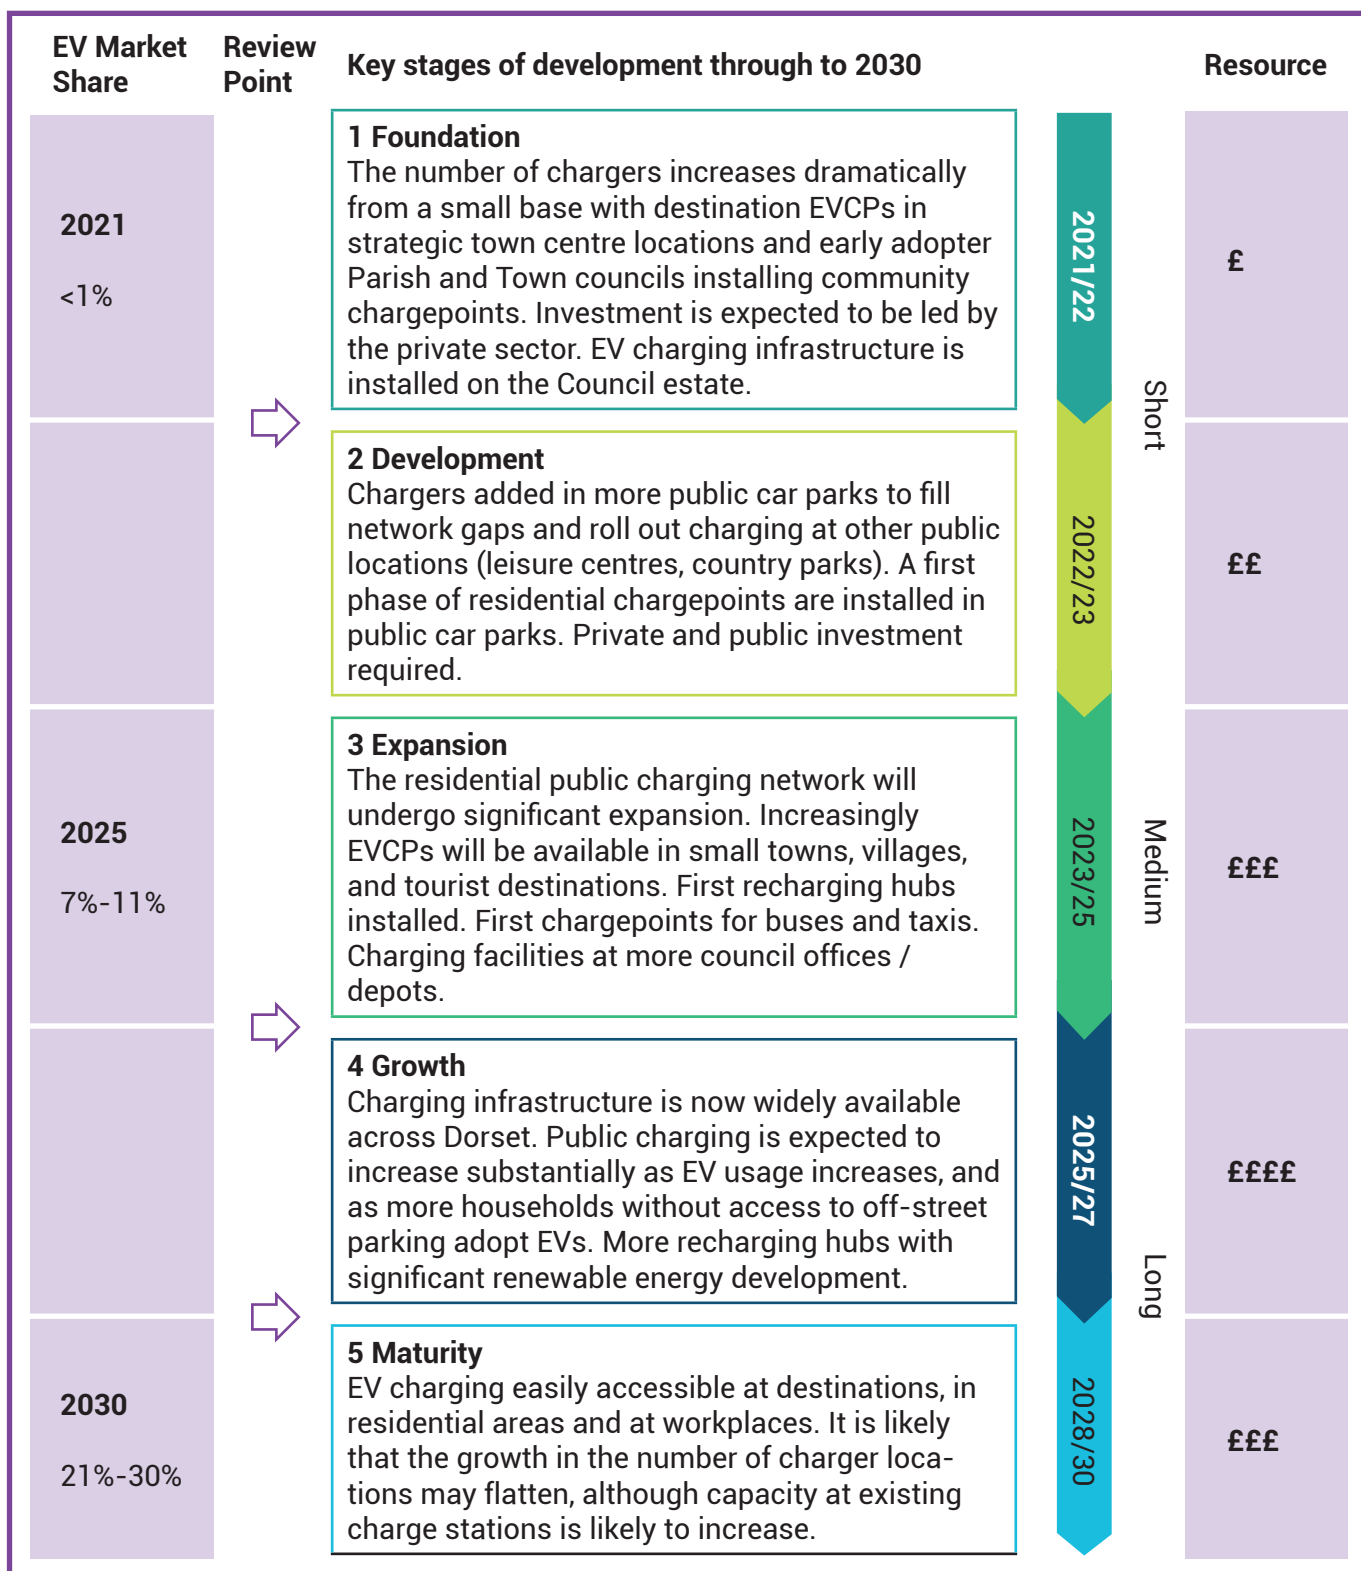 EV Market
Share
Review
Point
Key stages of development through to 2030
Resource
2021
<1%
1 Foundation
The number of chargers increases dramatically
from a small base with destination EVCPs in
strategic town centre locations and early adopter
Parish and Town councils installing community
chargepoints. Investment is expected to be led by
the private sector. EV charging infrastructure is
installed on the Council estate.
2021/22
£
Short
2 Development
Chargers added in more public car parks to fill
network gaps and roll out charging at other public
locations (leisure centres, country parks). A first
phase of residential chargepoints are installed in
public car parks. Private and public investment
required.
2022/23
££
2025
7%-11%
3 Expansion
The residential public charging network will
undergo significant expansion. Increasingly
EVCPs will be available in small towns, villages,
and tourist destinations. First recharging hubs
installed. First chargepoints for buses and taxis.
Charging facilities at more council offices /
depots.
2023/25
Medium
£££
4 Growth
Charging infrastructure is now widely available
across Dorset. Public charging is expected to
increase substantially as EV usage increases, and
as more households without access to off-street
parking adopt EVs. More recharging hubs with
significant renewable energy development.
2025/27
££££
Long
2030
21%-30%
5 Maturity
EV charging easily accessible at destinations, in
residential areas and at workplaces. It is likely
that the growth in the number of charger loca-
tions may flatten, although capacity at existing
charge stations is likely to increase.
2028/30
£££